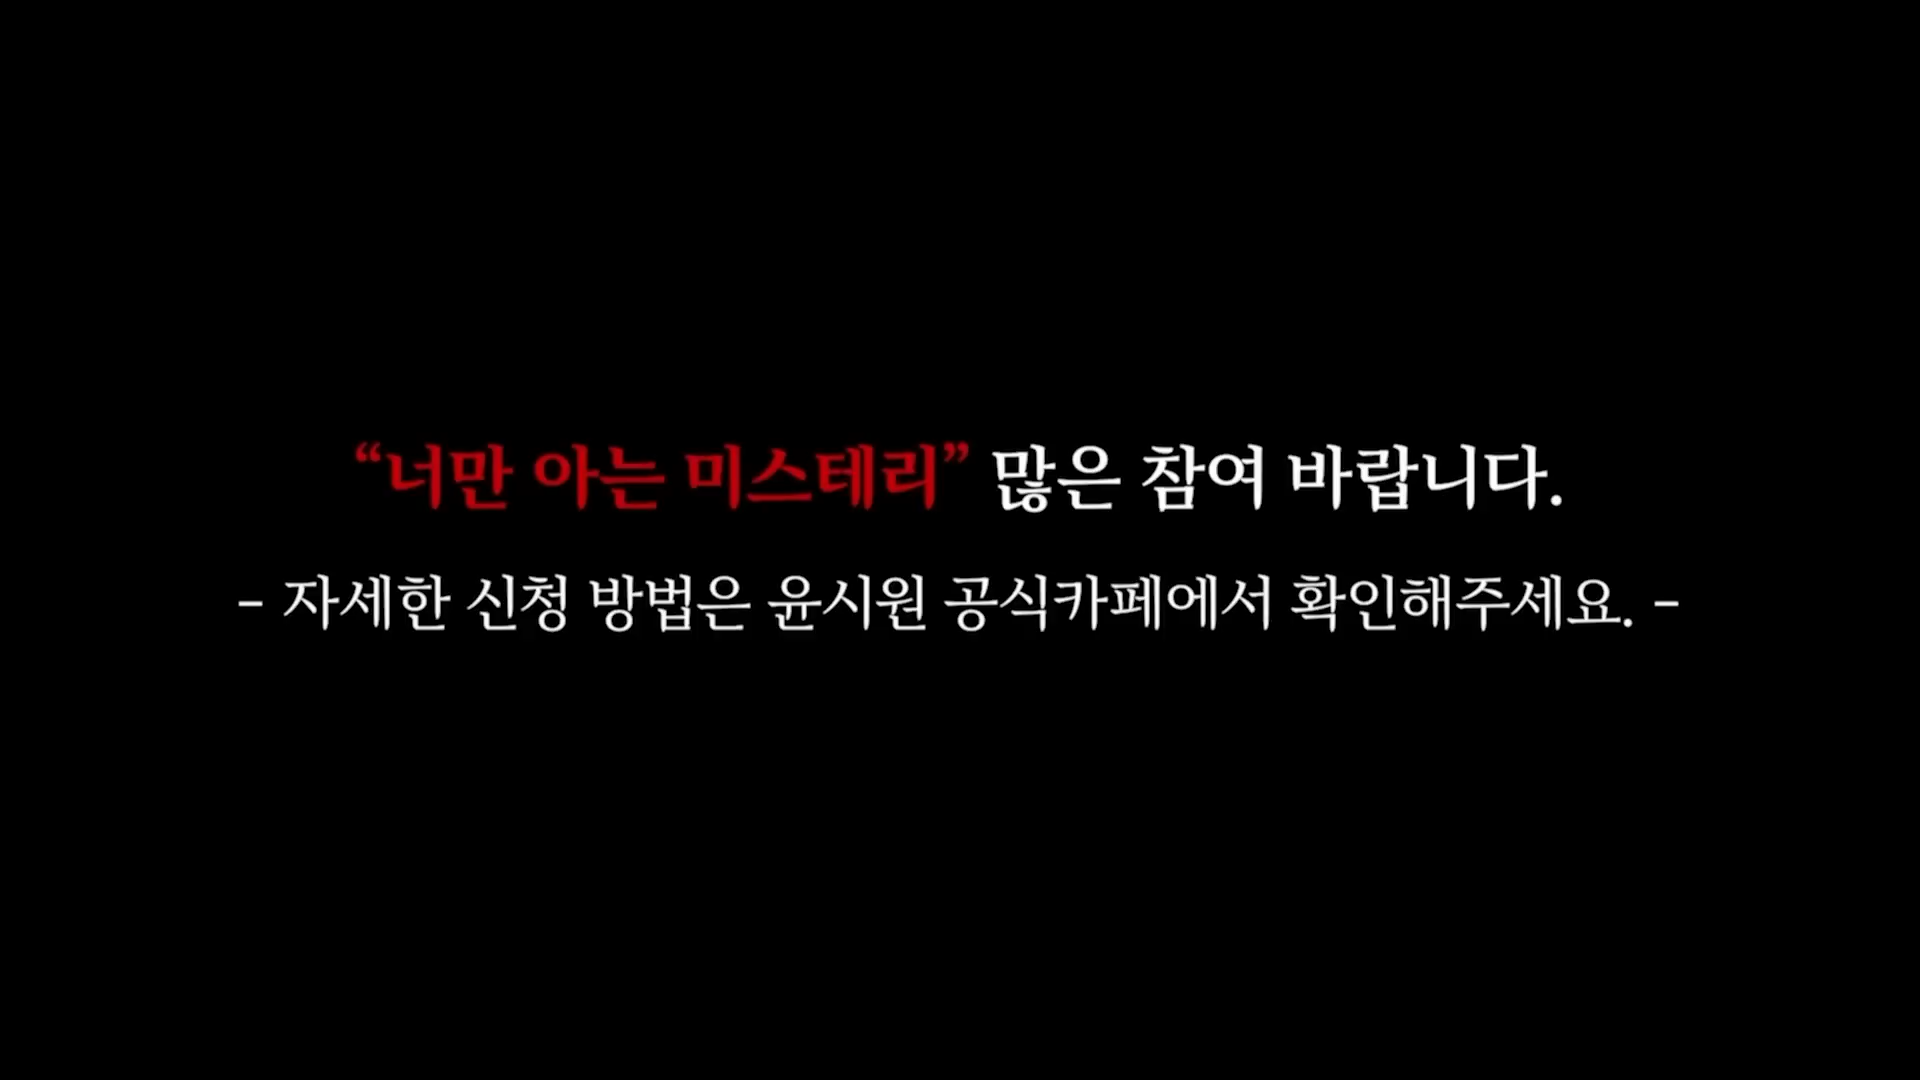 “너만 아는 미스테리” 많은 참여 바랍니다.
- 자세한 신청 방법은 윤시원 공식카페에서 확인해주세요. -